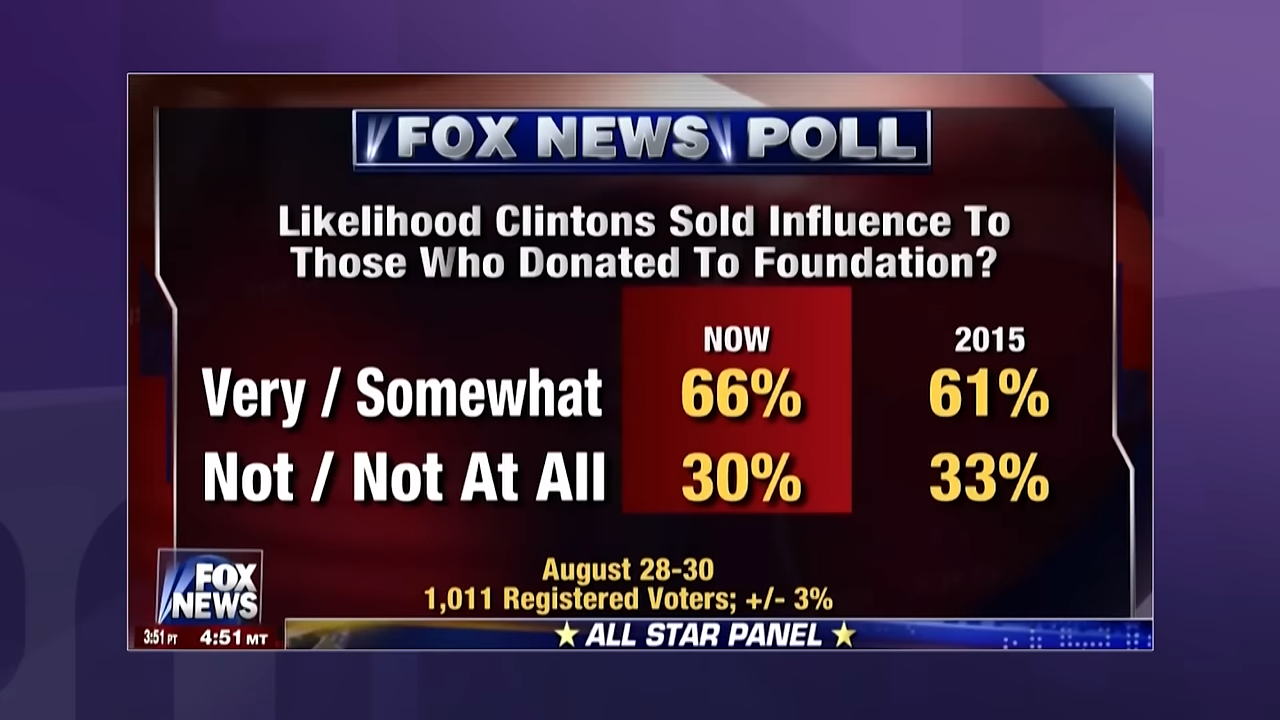 FOX NEWS POLL
Likelihood Clintons Sold Influence To
Those Who Donated To Foundation?
NOW 2015
Very / Somewhat 66% 61%
Not / Not At All 30% 33%
August 28-30
1,011 Registered Voters; +/- 3%
FOX
NEWS
3:51 PT 4:51 MT
ALL STAR PANEL